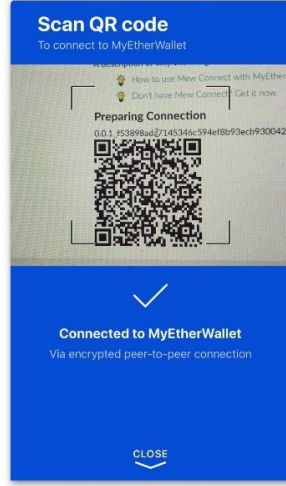 Scan QR code
To connect to MyEtherWallet
How to use Mew Connect with MyEther
Don't have Mew Connect? Get it now.
Preparing Connection
Connected to MyEtherWallet
Via encrypted peer-to-peer connection
CLOSE